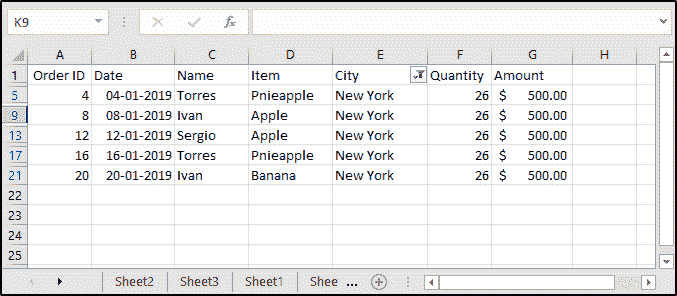 K9 fx
A B C D E F G H
1 Order ID Date Name Item City Quantity Amount
5 4 04-01-2019 Torres Pnieapple New York 26 $ 500.00
9 8 08-01-2019 Ivan Apple New York 26 $ 500.00
13 12 12-01-2019 Sergio Apple New York 26 $ 500.00
17 16 16-01-2019 Torres Pnieapple New York 26 $ 500.00
21 20 20-01-2019 Ivan Banana New York 26 $ 500.00
22
23
24
25
Sheet2 Sheet3 Sheet1 Shee ...